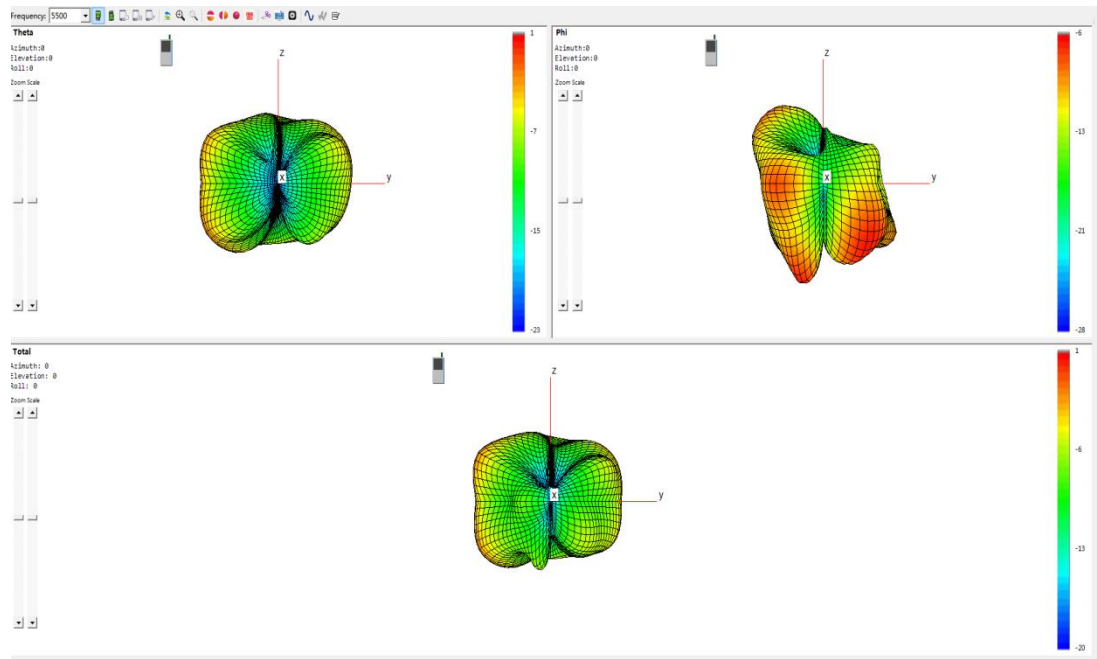 Frequency: 5500
Theta
Azimuth:0
Elevation:0
Roll:0
Zoom Scale
z
x
y
1
-7
-15
-23
Phi
Azimuth:0
Elevation:0
Roll:0
Zoom Scale
z
x
y
-6
-13
-21
-28
Total
Azimuth: 0
Elevation: 0
Roll: 0
Zoom Scale
z
x
y
1
-6
-13
-20